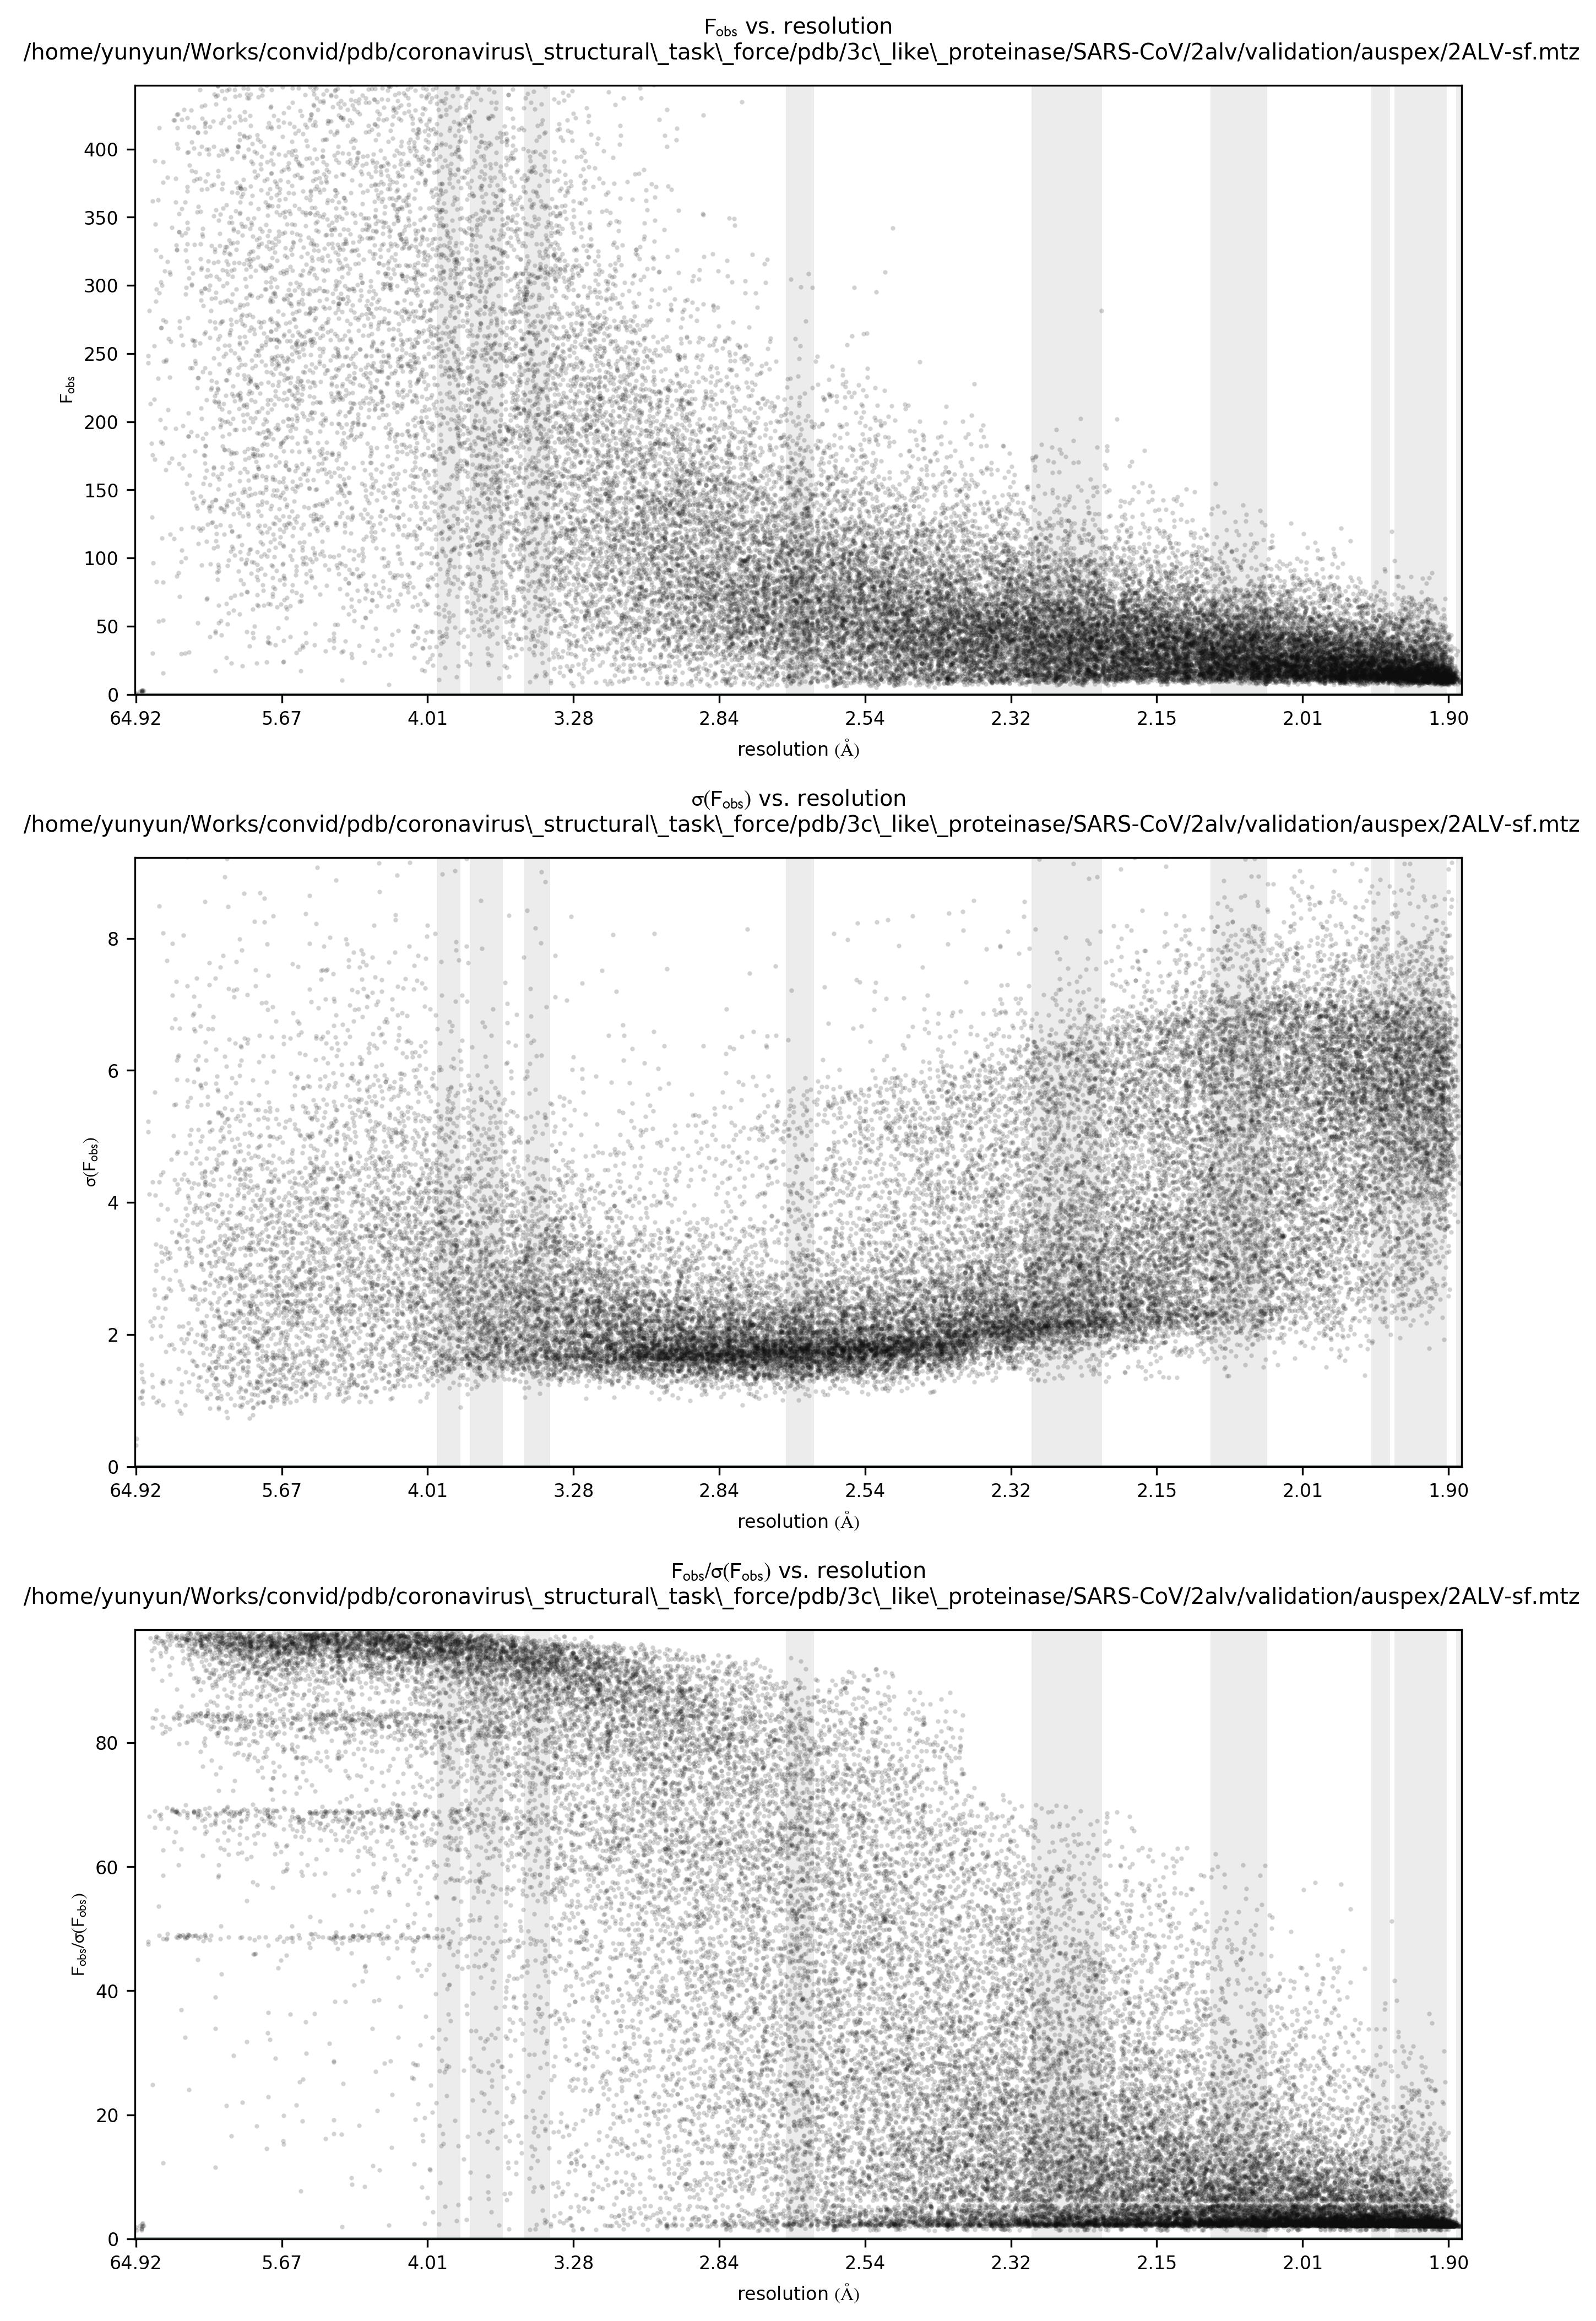 Fobs vs. resolution
/home/yunyun/Works/convid/pdb/coronavirus\_structural\_task\_force/pdb/3c\_like\_proteinase/SARS-CoV/2alv/validation/auspex/2ALV-sf.mtz
400
350
300
250
200
150
100
50
0
Fobs
64.92 5.67 4.01 3.28 2.84 2.54 2.32 2.15 2.01 1.90
resolution (Å)
σ(Fobs) vs. resolution
/home/yunyun/Works/convid/pdb/coronavirus\_structural\_task\_force/pdb/3c\_like\_proteinase/SARS-CoV/2alv/validation/auspex/2ALV-sf.mtz
8
6
4
2
0
σ(Fobs)
64.92 5.67 4.01 3.28 2.84 2.54 2.32 2.15 2.01 1.90
resolution (Å)
Fobs/σ(Fobs) vs. resolution
/home/yunyun/Works/convid/pdb/coronavirus\_structural\_task\_force/pdb/3c\_like\_proteinase/SARS-CoV/2alv/validation/auspex/2ALV-sf.mtz
80
60
40
20
0
Fobs/σ(Fobs)
64.92 5.67 4.01 3.28 2.84 2.54 2.32 2.15 2.01 1.90
resolution (Å)